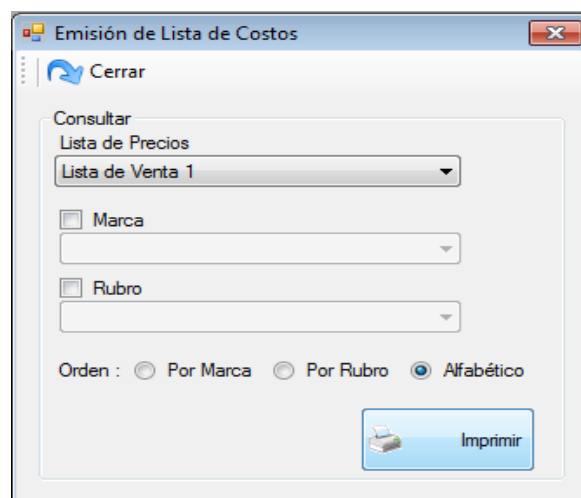 Emisión de Lista de Costos
Cerrar
Consultar
Lista de Precios
Lista de Venta 1
Marca
Rubro
Orden : Por Marca Por Rubro Alfabético
Imprimir